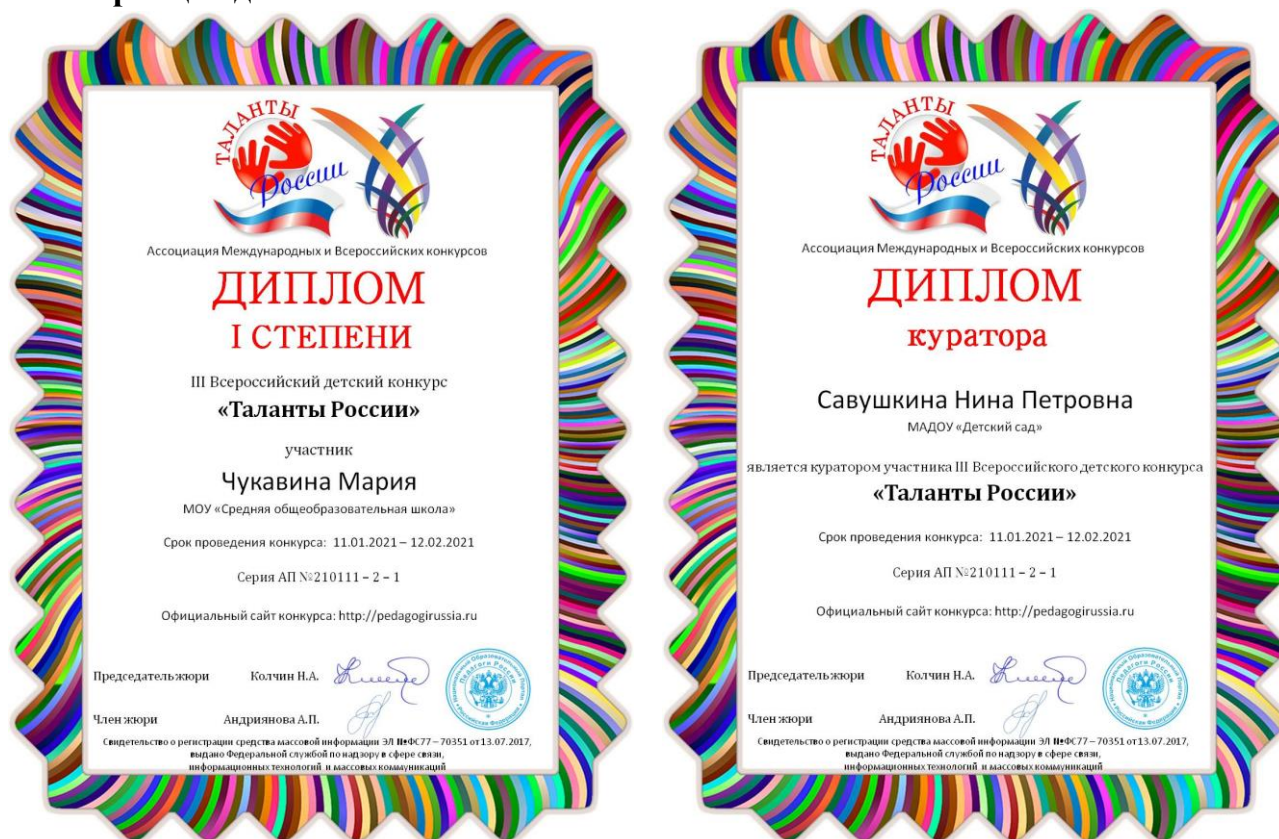 ТАЛАНТЫ
России
Ассоциация Международных и Всероссийских конкурсов
ДИПЛОМ
I СТЕПЕНИ
III Всероссийский детский конкурс
«Таланты России»
участник
Чукавина Мария
МОУ «Средняя общеобразовательная школа»
Срок проведения конкурса: 11.01.2021 – 12.02.2021
Серия АП №210111 – 2 – 1
Официальный сайт конкурса: http://pedagogirussia.ru
Председатель жюри Колчин Н.А.
Член жюри Андриянова А.П.
Педагоги России
Свидетельство о регистрации средства массовой информации ЭЛ №ФС77 – 70351 от 13.07.2017,
выдано Федеральной службой по надзору в сфере связи,
информационных технологий и массовых коммуникаций
ТАЛАНТЫ
России
Ассоциация Международных и Всероссийских конкурсов
ДИПЛОМ
куратора
Савушкина Нина Петровна
МАДОУ «Детский сад»
является куратором участника III Всероссийского детского конкурса
«Таланты России»
Срок проведения конкурса: 11.01.2021 – 12.02.2021
Серия АП №210111 – 2 – 1
Официальный сайт конкурса: http://pedagogirussia.ru
Председатель жюри Колчин Н.А.
Член жюри Андриянова А.П.
Педагоги России
Свидетельство о регистрации средства массовой информации ЭЛ №ФС77 – 70351 от 13.07.2017,
выдано Федеральной службой по надзору в сфере связи,
информационных технологий и массовых коммуникаций